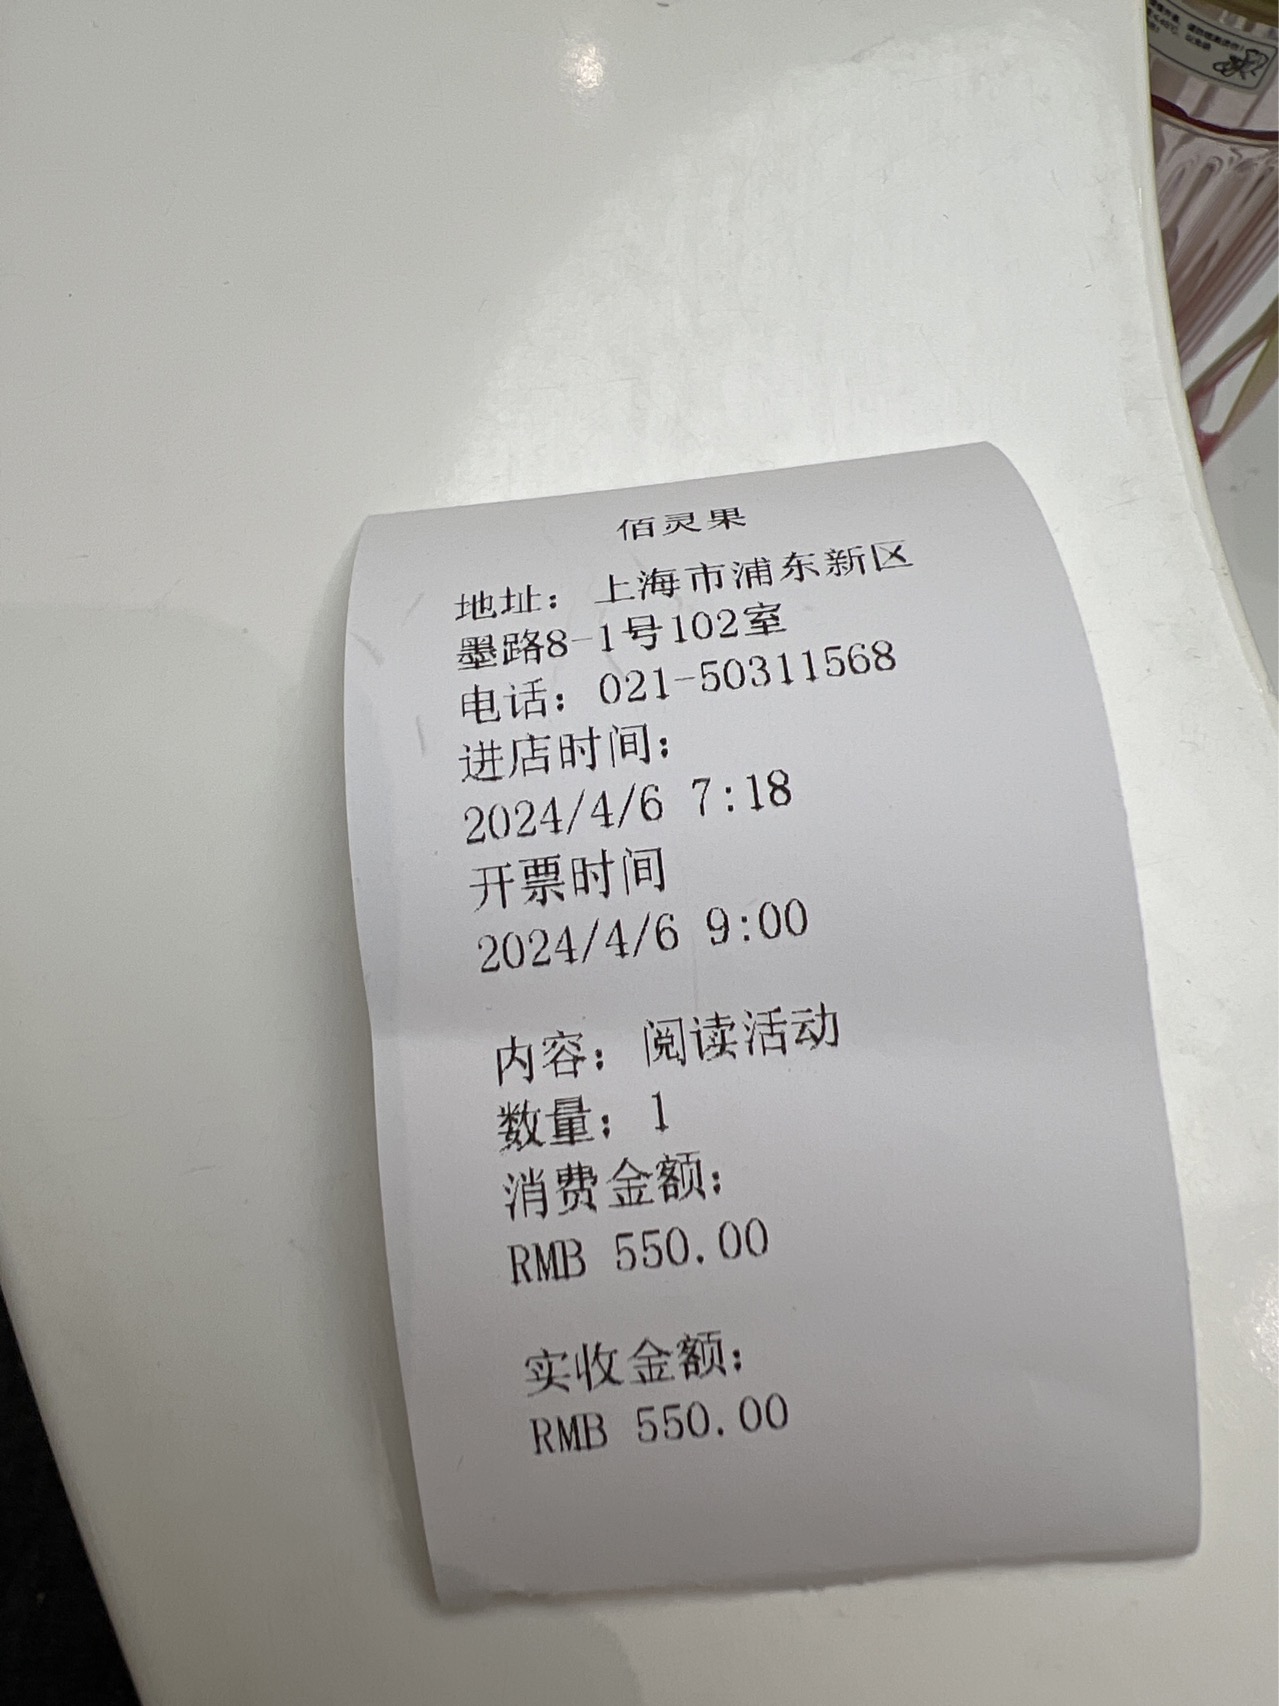 佰灵果
地址： 上海市浦东新区
墨路8-1号102室
电话：021-50311568
进店时间：
2024/4/6 7:18
开票时间
2024/4/6 9:00
内容：阅读活动
数量：1
消费金额：
RMB 550.00
实收金额：
RMB 550.00